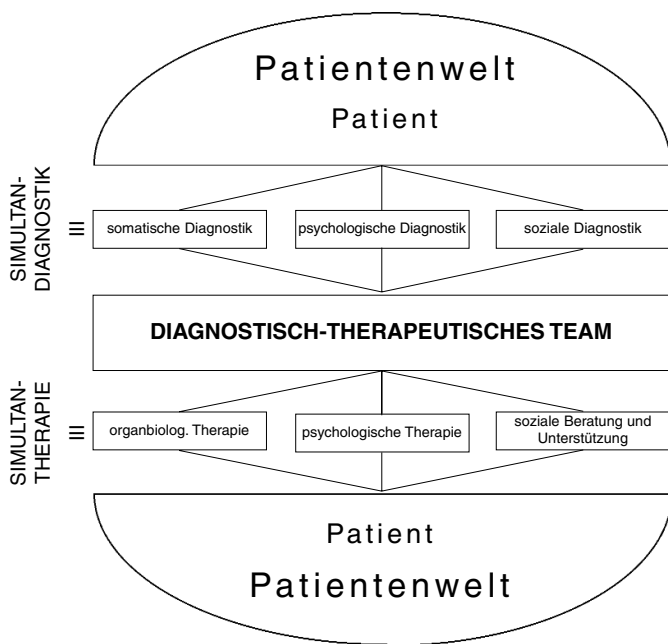 Patientenwelt
Patient
SIMULTAN-
DIAGNOSTIK
≡
somatische Diagnostik
psychologische Diagnostik
soziale Diagnostik
DIAGNOSTISCH-THERAPEUTISCHES TEAM
SIMULTAN-
THERAPIE
≡
organbiolog. Therapie
psychologische Therapie
soziale Beratung und
Unterstützung
Patient
Patientenwelt